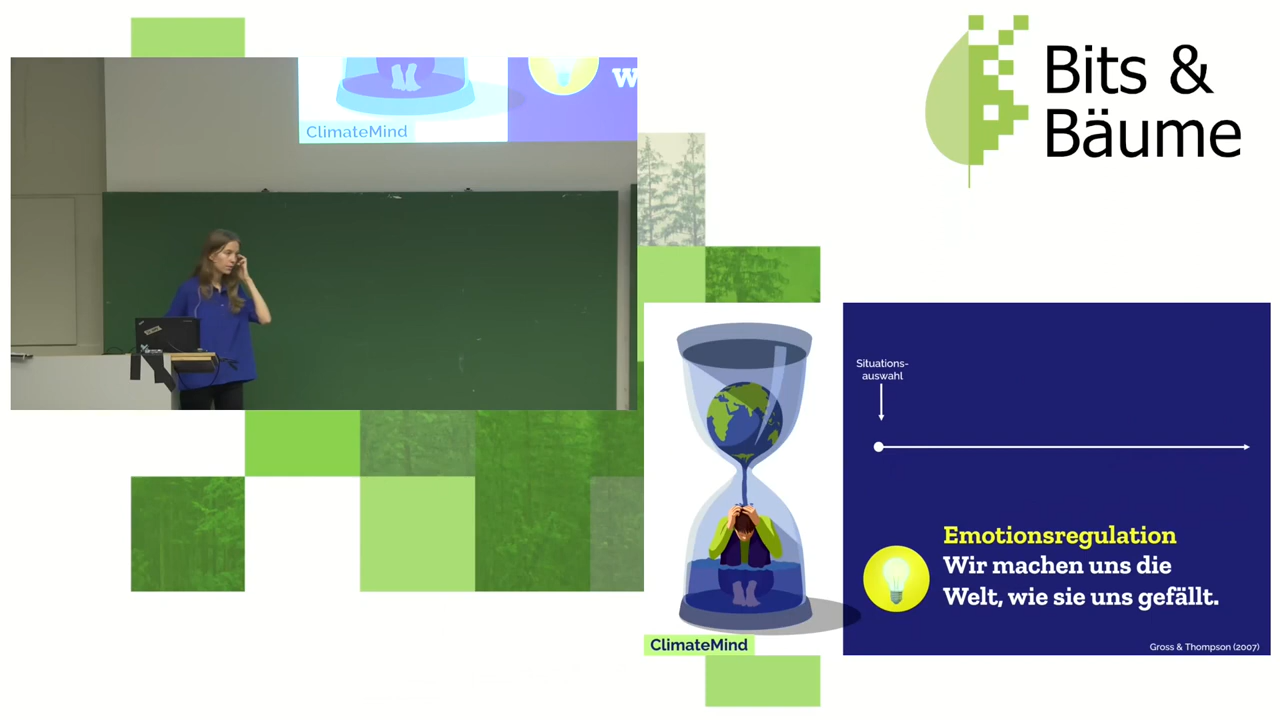 Bits &
Bäume
w
ClimateMind
Situations-
auswahl
Emotionsregulation
Wir machen uns die
Welt, wie sie uns gefällt.
ClimateMind
Gross & Thompson (2007)